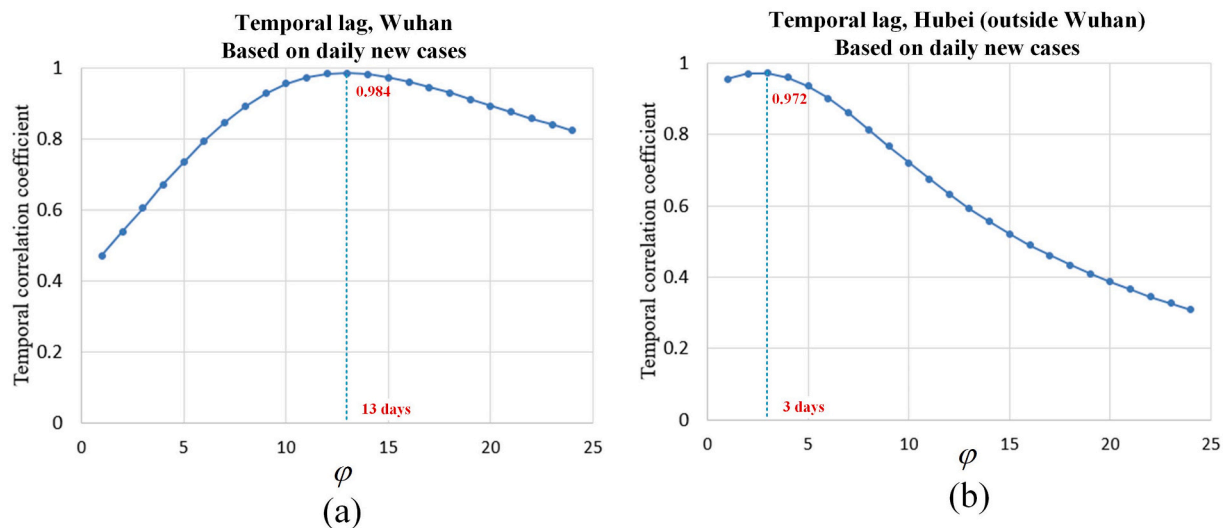 Temporal lag, Wuhan
Based on daily new cases
Temporal correlation coefficient
1
0.8
0.6
0.4
0.2
0
0.984
13 days
0
5
10
15
20
25
φ
(a)
Temporal lag, Hubei (outside Wuhan)
Based on daily new cases
Temporal correlation coefficient
1
0.8
0.6
0.4
0.2
0
0.972
3 days
0
5
10
15
20
25
φ
(b)